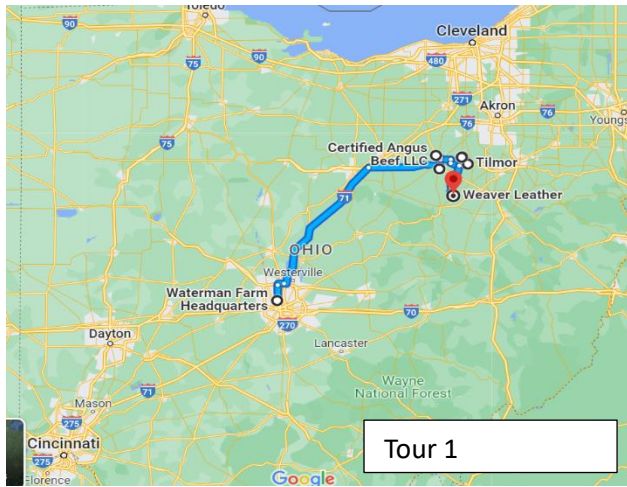 Toledo
90
Cleveland
75
90
480
271
Akron
76
76
Youngs
Certified Angus
Beef LLC
Tilmor
75
71
Weaver Leather
OHIO
Westerville
Waterman Farm
Headquarters
270
70
Dayton
Lancaster
Wayne
National Forest
71
Mason
275
Cincinnati
275
Florence
Tour 1
Google